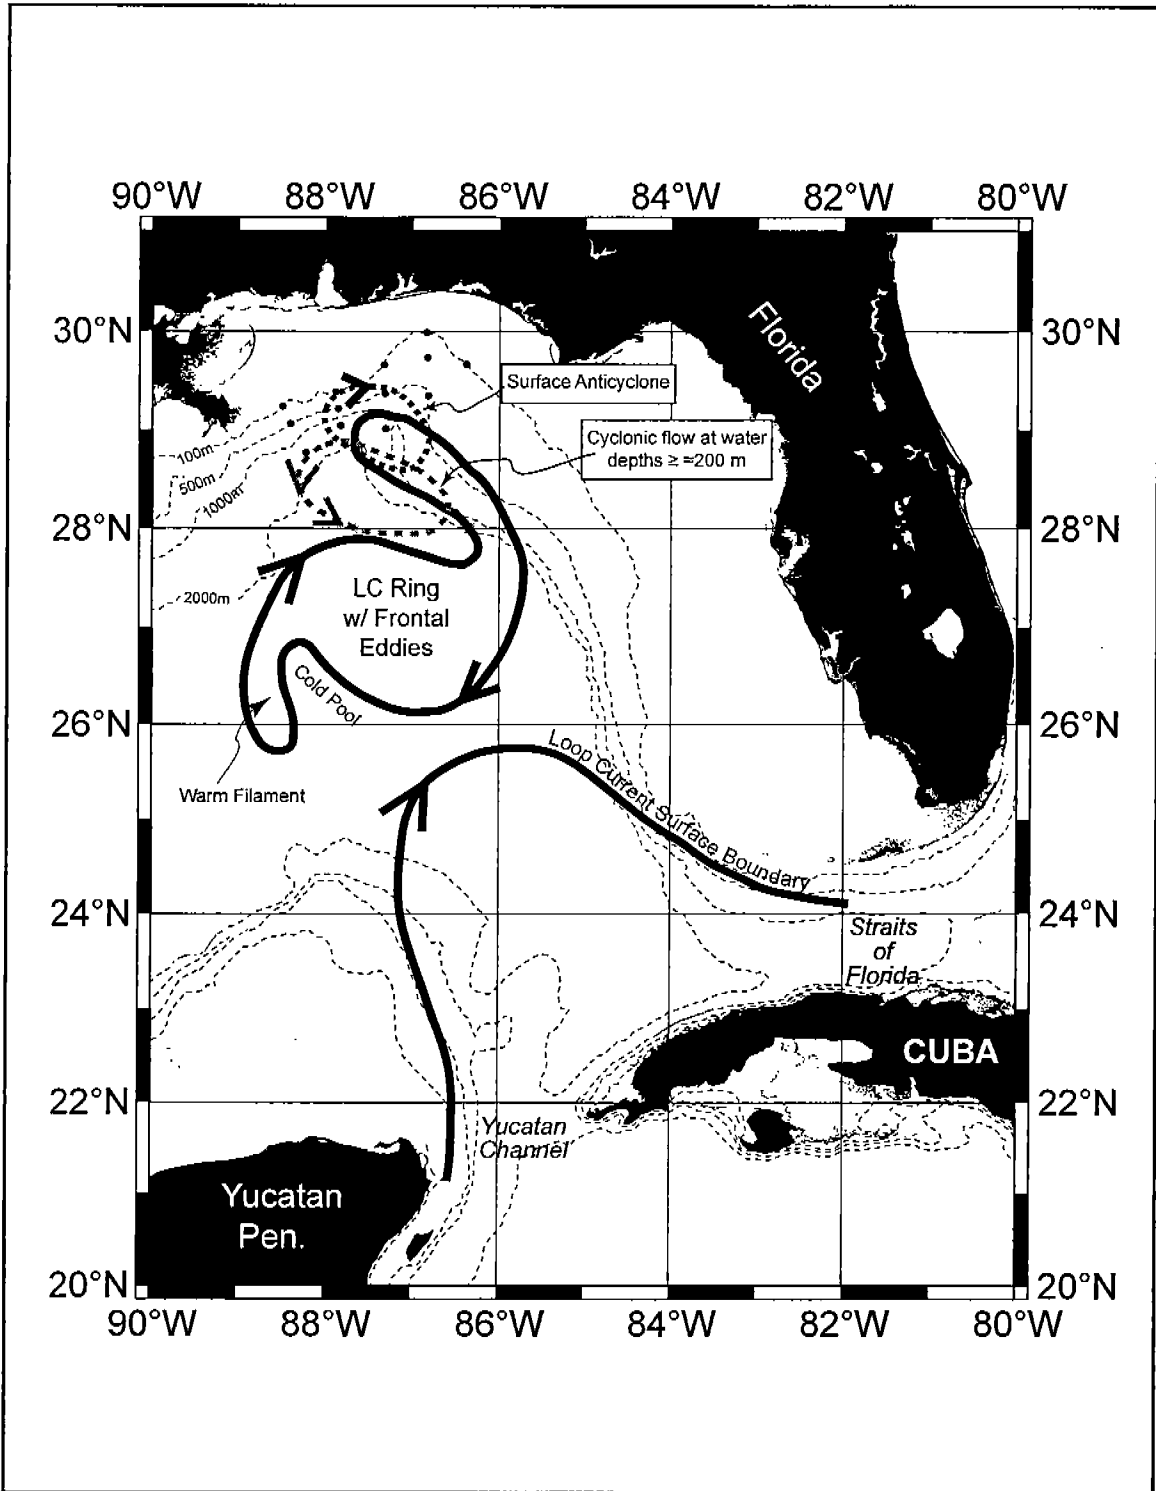 90°W 88°W 86°W 84°W 82°W 80°W
30°N 30°N
Florida
Surface Anticyclone
Cyclonic flow at water
depths ≥ ≈200 m
100m
500m
1000m
28°N 28°N
2000m
LC Ring
w/ Frontal
Eddies
Cold Pool
26°N 26°N
Loop Current Surface Boundary
Warm Filament
24°N 24°N
Straits
of
Florida
CUBA
22°N 22°N
Yucatan
Channel
Yucatan
Pen.
20°N 20°N
90°W 88°W 86°W 84°W 82°W 80°W